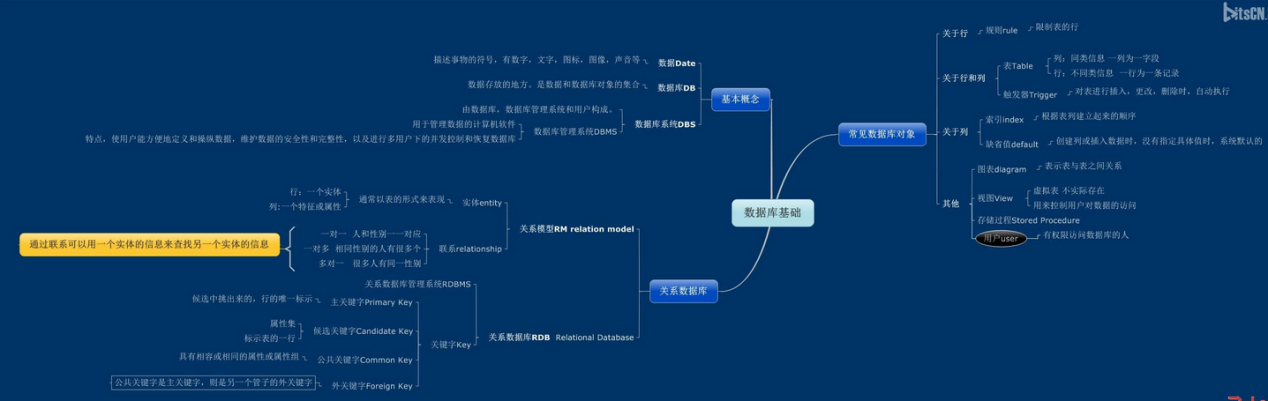 bitsCN.
数据库基础
基本概念
数据Date
描述事物的符号，有数字，文字，图标，图像，声音等
数据库DB
数据存放的地方、是数据和数据库对象的集合
数据库系统DBS
由数据库、数据库管理系统和用户构成、
数据库管理系统DBMS
用于管理数据的计算机软件
特点，使用户能方便地定义和操纵数据，维护数据的安全性和完整性，以及进行多用户下的并发控制和恢复数据库
常见数据库对象
关于行
规则rule
限制表的行
关于行和列
表Table
列：同类信息 一列为一字段
行：不同类信息 一行为一条记录
触发器Trigger
对表进行插入，更改，删除时，自动执行
关于列
索引index
根据表列建立起来的顺序
缺省值default
创建列或插入数据时，没有指定具体值时，系统默认的
其他
图表diagram
表示表与表之间关系
视图View
虚拟表 不实际存在
用来控制用户对数据的访问
存储过程Stored Procedure
用户user
有权限访问数据库的人
关系数据库
关系模型RM relation model
实体entity
通常以表的形式来表现
行：一个实体
列:一个特征或属性
联系relationship
一对一 人和性别一一对应
一对多 相同性别的人有很多个
多对一 很多人有同一性别
通过联系可以用一个实体的信息来查找另一个实体的信息
关系数据库RDB Relational Database
关系数据库管理系统RDBMS
关键字Key
主关键字Primary Key
候选中挑出来的，行的唯一标示
候选关键字Candidate Key
属性集
标示表的一行
公共关键字Common Key
具有相容或相同的属性或属性组
外关键字Foreign Key
公共关键字是主关键字，则是另一个管子的外关键字